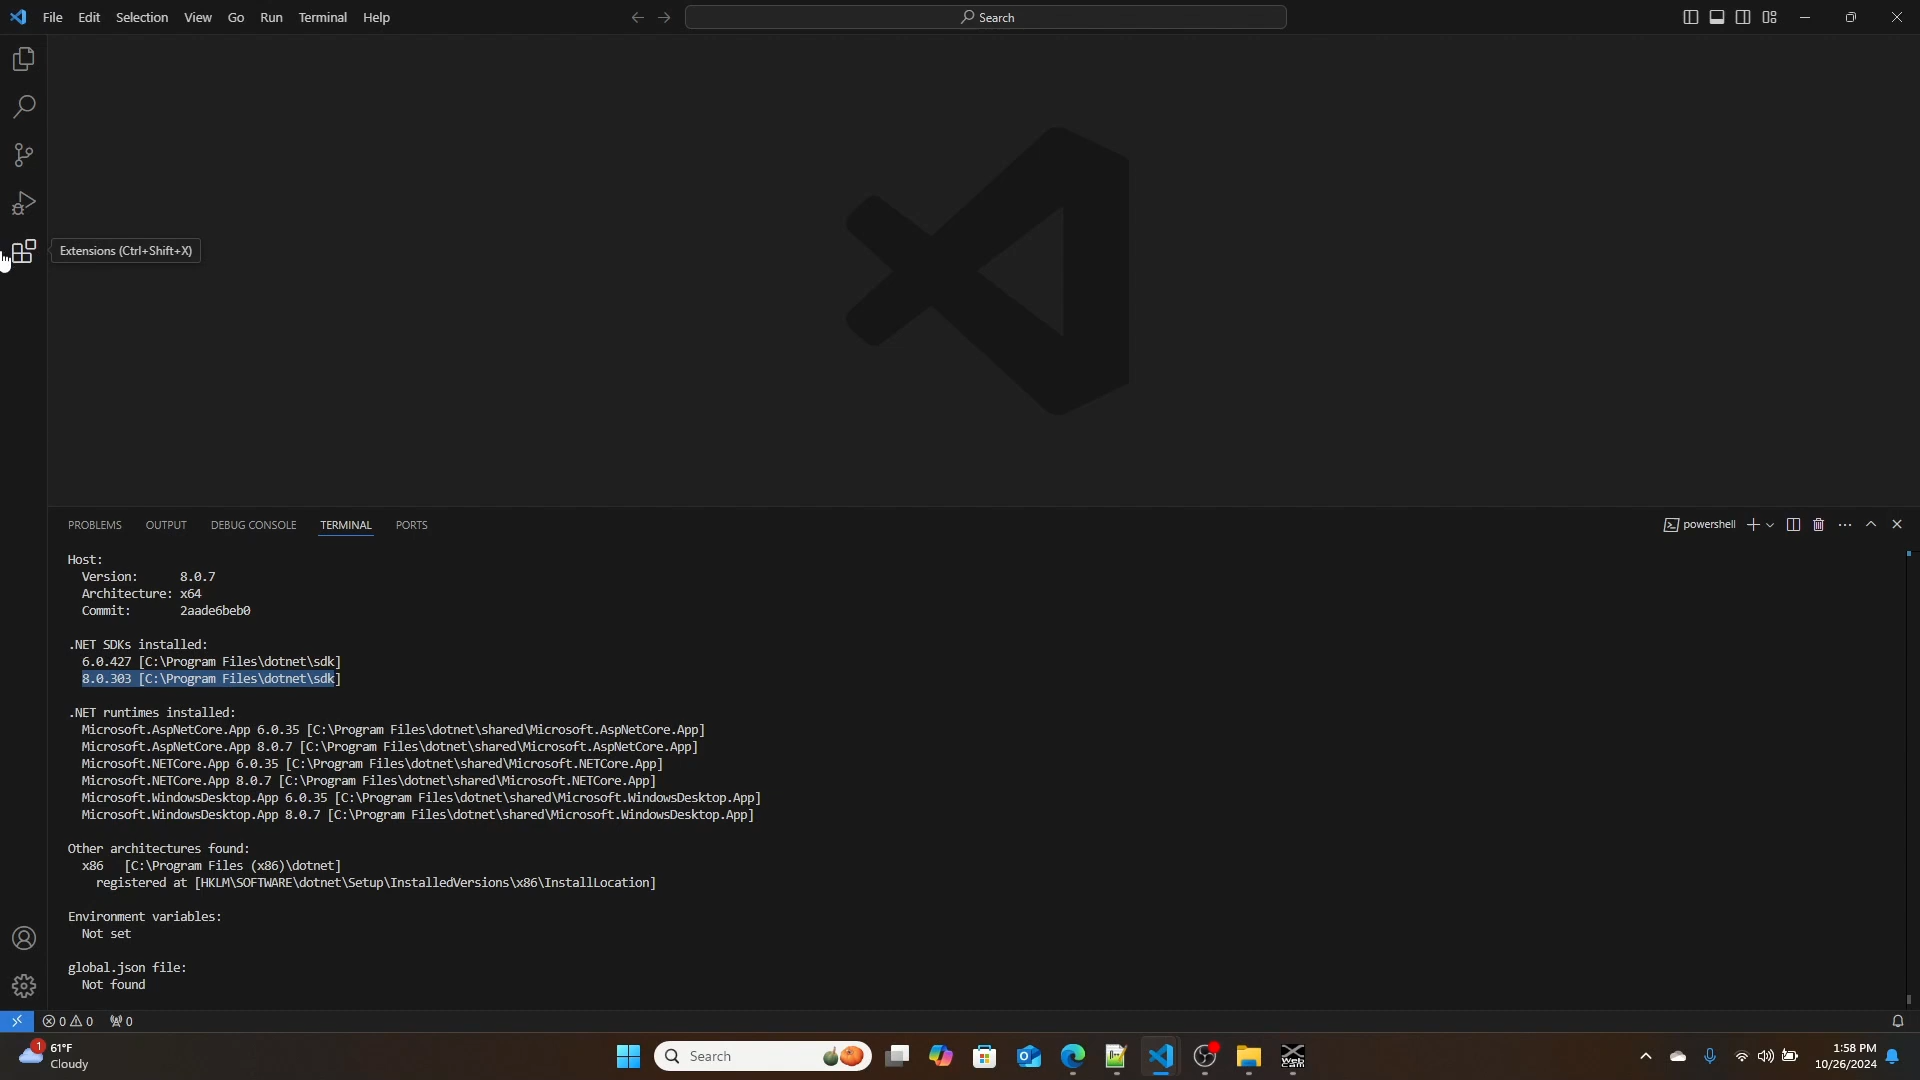 File Edit Selection View Go Run Terminal Help
Search
Extensions (Ctrl+Shift+X)
PROBLEMS OUTPUT DEBUG CONSOLE TERMINAL PORTS
powershell
Host:
Version: 8.0.7
Architecture: x64
Commit: 2aade6beb0
.NET SDKs installed:
6.0.427 [C:\Program Files\dotnet\sdk]
8.0.303 [C:\Program Files\dotnet\sdk]
.NET runtimes installed:
Microsoft.AspNetCore.App 6.0.35 [C:\Program Files\dotnet\shared\Microsoft.AspNetCore.App]
Microsoft.AspNetCore.App 8.0.7 [C:\Program Files\dotnet\shared\Microsoft.AspNetCore.App]
Microsoft.NETCore.App 6.0.35 [C:\Program Files\dotnet\shared\Microsoft.NETCore.App]
Microsoft.NETCore.App 8.0.7 [C:\Program Files\dotnet\shared\Microsoft.NETCore.App]
Microsoft.WindowsDesktop.App 6.0.35 [C:\Program Files\dotnet\shared\Microsoft.WindowsDesktop.App]
Microsoft.WindowsDesktop.App 8.0.7 [C:\Program Files\dotnet\shared\Microsoft.WindowsDesktop.App]
Other architectures found:
x86 [C:\Program Files (x86)\dotnet]
registered at [HKLM\SOFTWARE\dotnet\Setup\InstalledVersions\x86\InstallLocation]
Environment variables:
Not set
global.json file:
Not found
0 0 0
1 61°F
Cloudy
Search
Web
Cam
1:58 PM
10/26/2024